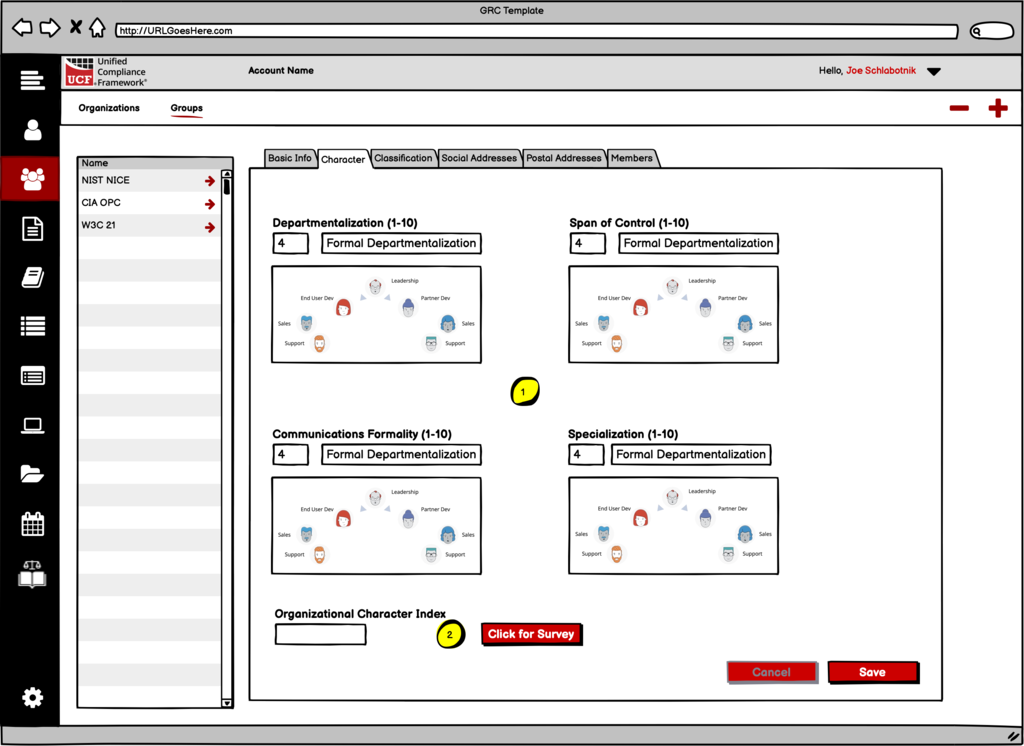 GRC Template
http://URLGoesHere.com
UCF Unified Compliance Framework®
Account Name
Hello, Joe Schlabotnik
Organizations
Groups
Name
NIST NICE
CIA OPC
W3C 21
Basic Info
Character
Classification
Social Addresses
Postal Addresses
Members
Departmentalization (1-10)
4
Formal Departmentalization
Leadership
End User Dev
Partner Dev
Sales
Sales
Support
Support
Span of Control (1-10)
4
Formal Departmentalization
Leadership
End User Dev
Partner Dev
Sales
Sales
Support
Support
1
Communications Formality (1-10)
4
Formal Departmentalization
Leadership
End User Dev
Partner Dev
Sales
Sales
Support
Support
Specialization (1-10)
4
Formal Departmentalization
Leadership
End User Dev
Partner Dev
Sales
Sales
Support
Support
Organizational Character Index
2
Click for Survey
Cancel
Save